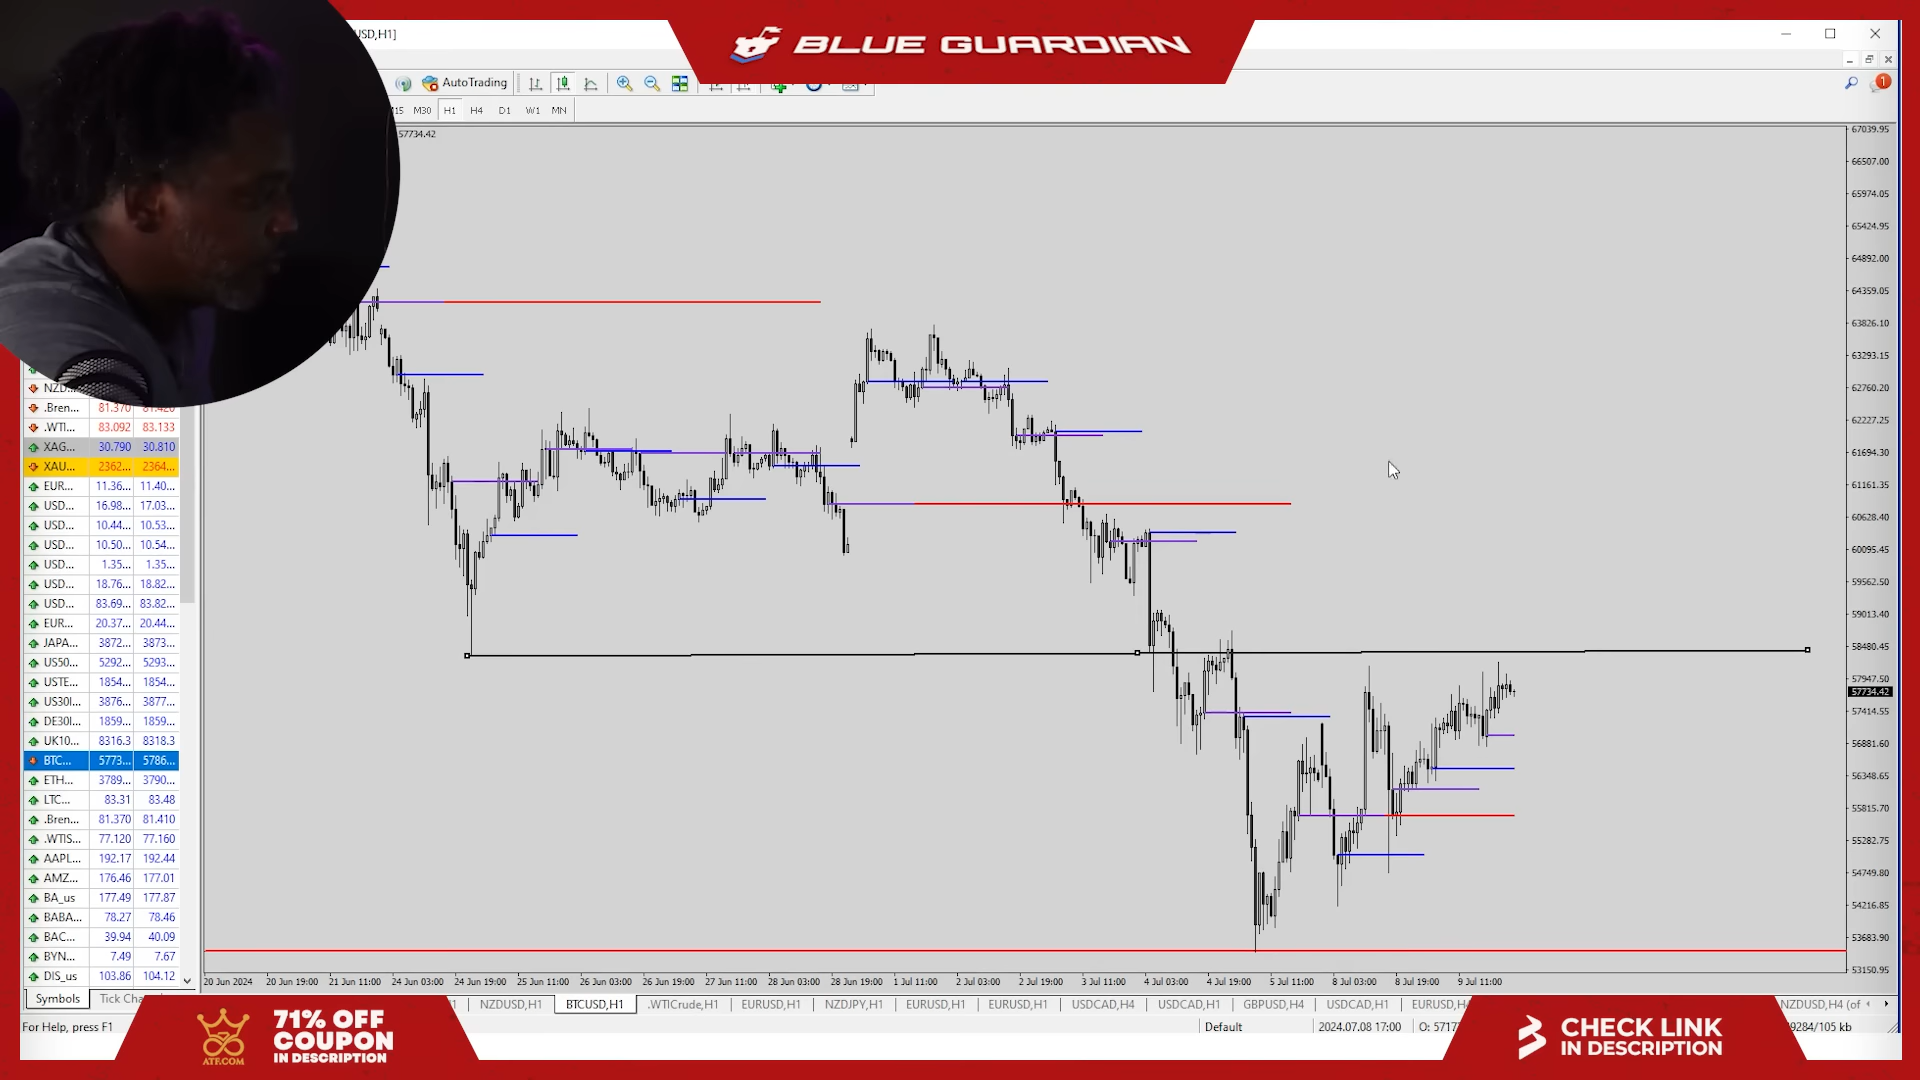 USD,H1]
BLUE GUARDIAN
AutoTrading
1
M15 M30 H1 H4 D1 W1 MN
57734.42
67039.95
66507.00
65974.05
65424.95
64892.00
64359.05
63826.10
63293.15
62760.20
62227.25
61694.30
61161.35
60628.40
60095.45
59562.50
59013.40
58480.45
57947.50
57734.42
57414.55
56881.60
56348.65
55815.70
55282.75
54749.80
54216.85
53683.90
53150.95
NZD...
.Bren... 81.370 81.420
.WTI... 83.092 83.133
XAG... 30.790 30.810
XAU... 2362... 2364...
EUR... 11.36... 11.40...
USD... 16.98... 17.03...
USD... 10.44... 10.53...
USD... 10.50... 10.54...
USD... 1.35... 1.35...
USD... 18.76... 18.82...
USD... 83.69... 83.82...
EUR... 20.37... 20.44...
JAPA... 3872... 3873...
US50... 5292... 5293...
USTE... 1854... 1854...
US30I... 3876... 3877...
DE30I... 1859... 1859...
UK10... 8316.3 8318.3
BTC... 5773... 5786...
ETH... 3789... 3790...
LTC... 83.31 83.48
.Bren... 81.370 81.410
.WTIS... 77.120 77.160
AAPL... 192.17 192.44
AMZ... 176.46 177.01
BA_us 177.49 177.87
BABA... 78.27 78.46
BAC... 39.94 40.09
BYN... 7.49 7.67
DIS_us 103.86 104.12
20 Jun 2024 20 Jun 19:00 21 Jun 11:00 24 Jun 03:00 24 Jun 19:00 25 Jun 11:00 26 Jun 03:00 26 Jun 19:00 27 Jun 11:00 28 Jun 03:00 28 Jun 19:00 1 Jul 11:00 2 Jul 03:00 2 Jul 19:00 3 Jul 11:00 4 Jul 03:00 4 Jul 19:00 5 Jul 11:00 8 Jul 03:00 8 Jul 19:00 9 Jul 11:00
Symbols Tick Cha
NZDUSD,H1 BTCUSD,H1 .WTICrude,H1 EURUSD,H1 NZDJPY,H1 EURUSD,H1 EURUSD,H1 USDCAD,H4 USDCAD,H1 GBPUSD,H4 USDCAD,H1 EURUSD,H4 NZDUSD,H4 (of
For Help, press F1 Default 2024.07.08 17:00 O: 5717 9284/105 kb
ATF.COM
71% OFF
COUPON
IN DESCRIPTION
CHECK LINK
IN DESCRIPTION